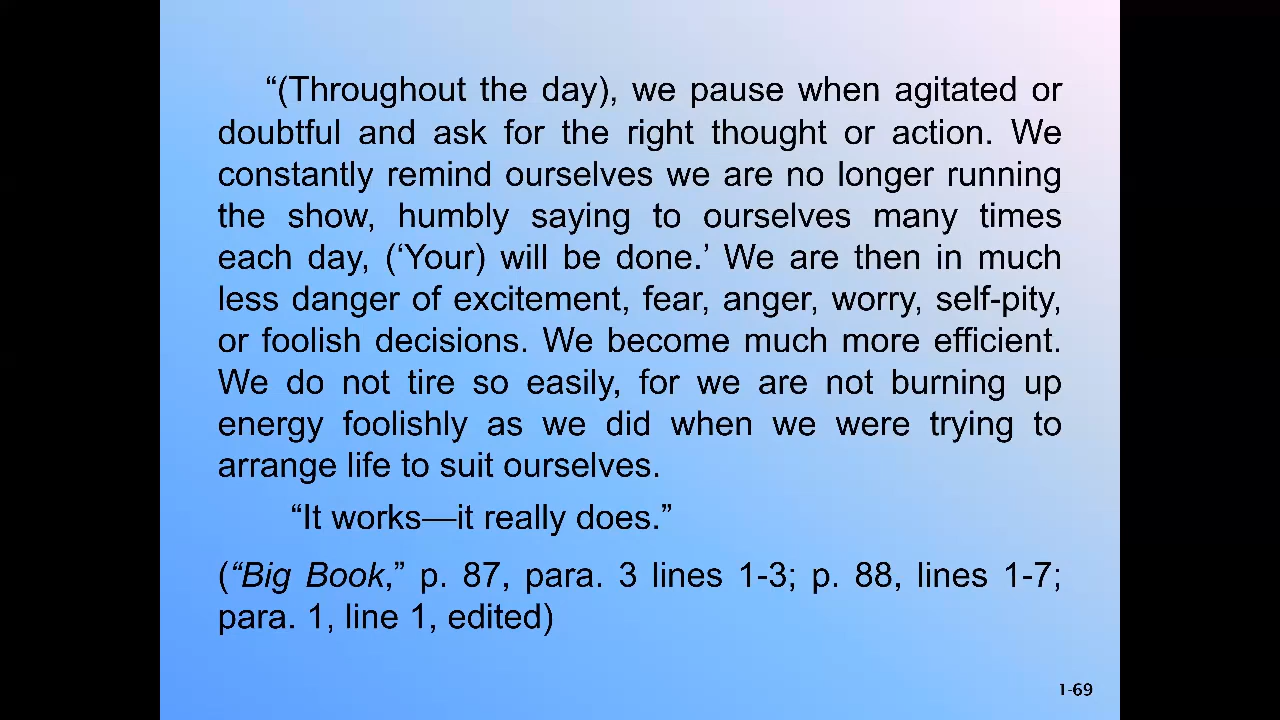 “(Throughout the day), we pause when agitated or
doubtful and ask for the right thought or action. We
constantly remind ourselves we are no longer running
the show, humbly saying to ourselves many times
each day, (‘Your) will be done.’ We are then in much
less danger of excitement, fear, anger, worry, self-pity,
or foolish decisions. We become much more efficient.
We do not tire so easily, for we are not burning up
energy foolishly as we did when we were trying to
arrange life to suit ourselves.
“It works—it really does.”
(“Big Book,” p. 87, para. 3 lines 1-3; p. 88, lines 1-7;
para. 1, line 1, edited)
1-69